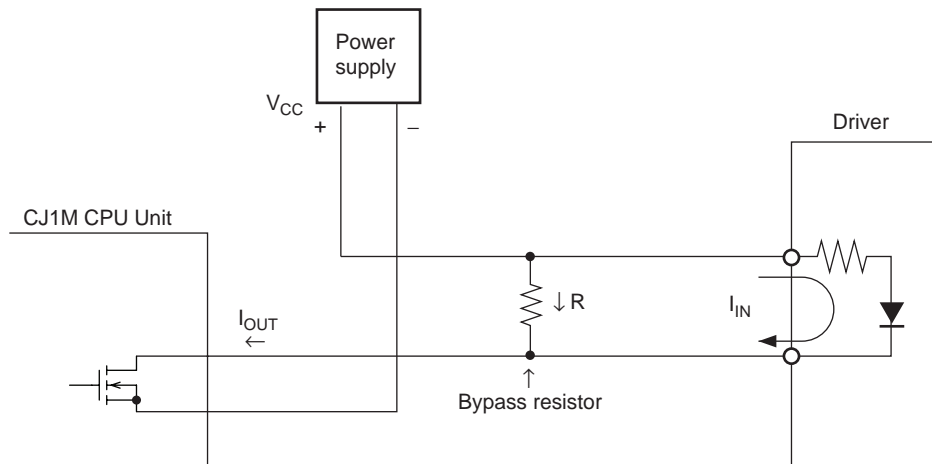 Power
supply
V_CC
+
−
Driver
CJ1M CPU Unit
↓ R
I_IN
I_OUT
←
↑
Bypass resistor